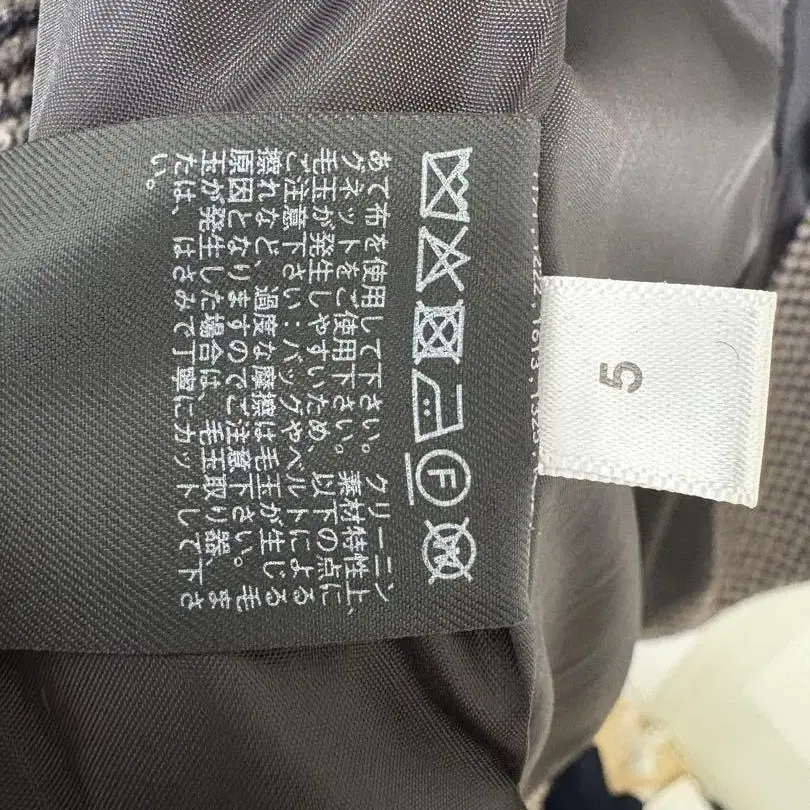 F
あて布を使用して下さい。 クリーニン
グネットをご使用下さい。 素材特性上、
毛玉が発生しやすいため、以下の点に
ご注意下さい:バッグやベルトによる
擦れなど、過度な摩擦は毛玉が生じる
原因となりますのでご注意下さい。毛
玉が発生した場合は、毛玉取り器、ま
たは、はさみで丁寧にカットして下さ
い。
5